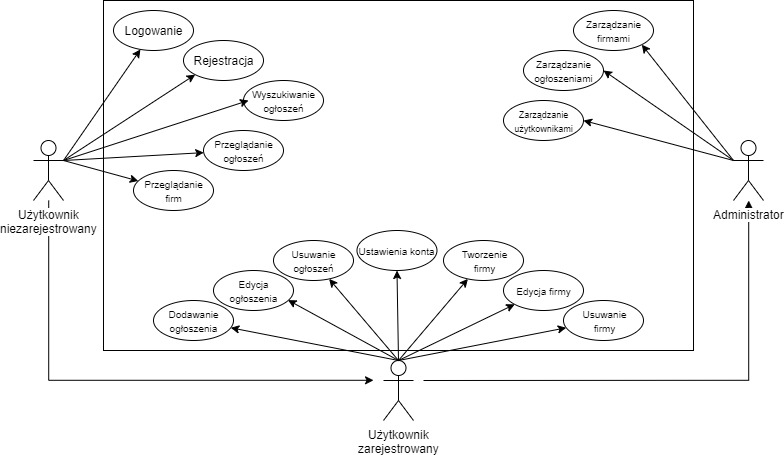 Logowanie
Rejestracja
Wyszukiwanie
ogłoszeń
Przeglądanie
ogłoszeń
Przeglądanie
firm
Zarządzanie
firmami
Zarządzanie
ogłoszeniami
Zarządzanie
użytkownikami
Użytkownik
niezarejestrowany
Administrator
Dodawanie
ogłoszenia
Edycja
ogłoszenia
Usuwanie
ogłoszeń
Ustawienia konta
Tworzenie
firmy
Edycja firmy
Usuwanie
firmy
Użytkownik
zarejestrowany